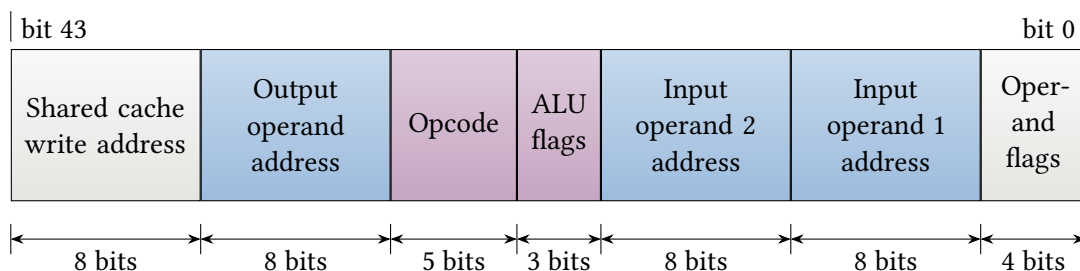 bit 43
bit 0
Shared cache
write address
Output
operand
address
Opcode
ALU
flags
Input
operand 2
address
Input
operand 1
address
Oper-
and
flags
8 bits
8 bits
5 bits
3 bits
8 bits
8 bits
4 bits